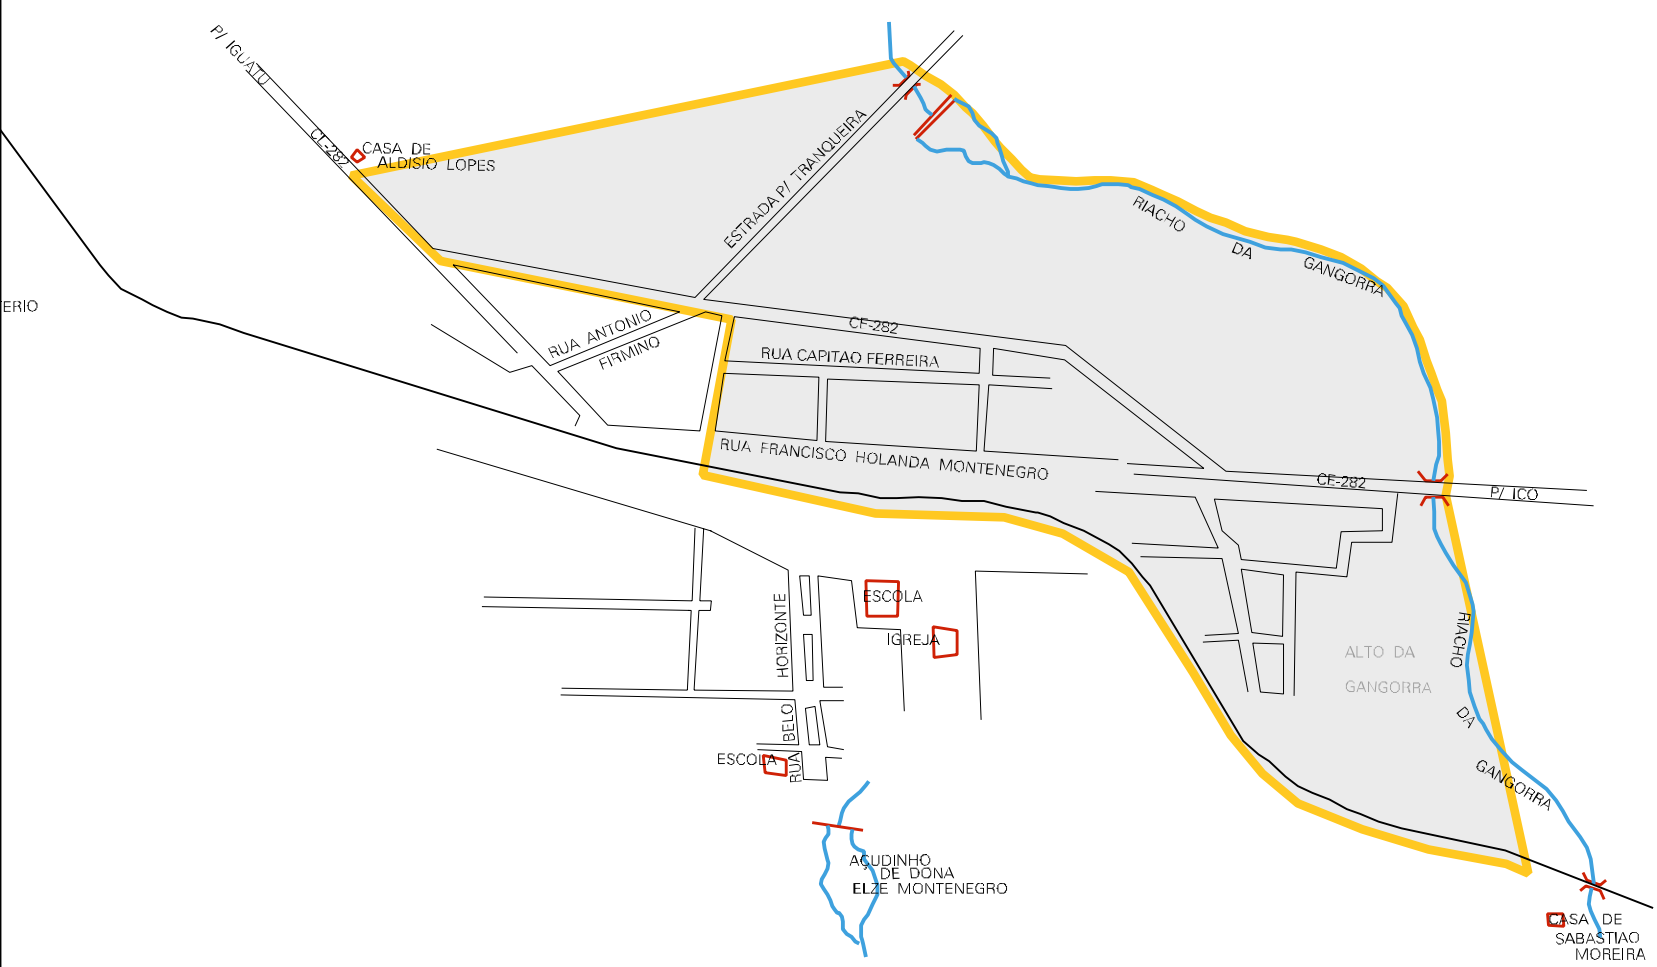 P/ IGUATU
CE-282
CASA DE
ALDISIO LOPES
ESTRADA P/ TRANQUEIRA
RIACHO
DA
GANGORRA
ERIO
RUA ANTONIO
FIRMINO
CE-282
RUA CAPITAO FERREIRA
RUA FRANCISCO HOLANDA MONTENEGRO
CE-282
P/ ICO
ESCOLA
IGREJA
RUA BELO HORIZONTE
ESCOLA
ALTO DA
GANGORRA
RIACHO
DA
GANGORRA
AÇUDINHO
DE DONA
ELZE MONTENEGRO
CASA DE
SABASTIAO
MOREIRA